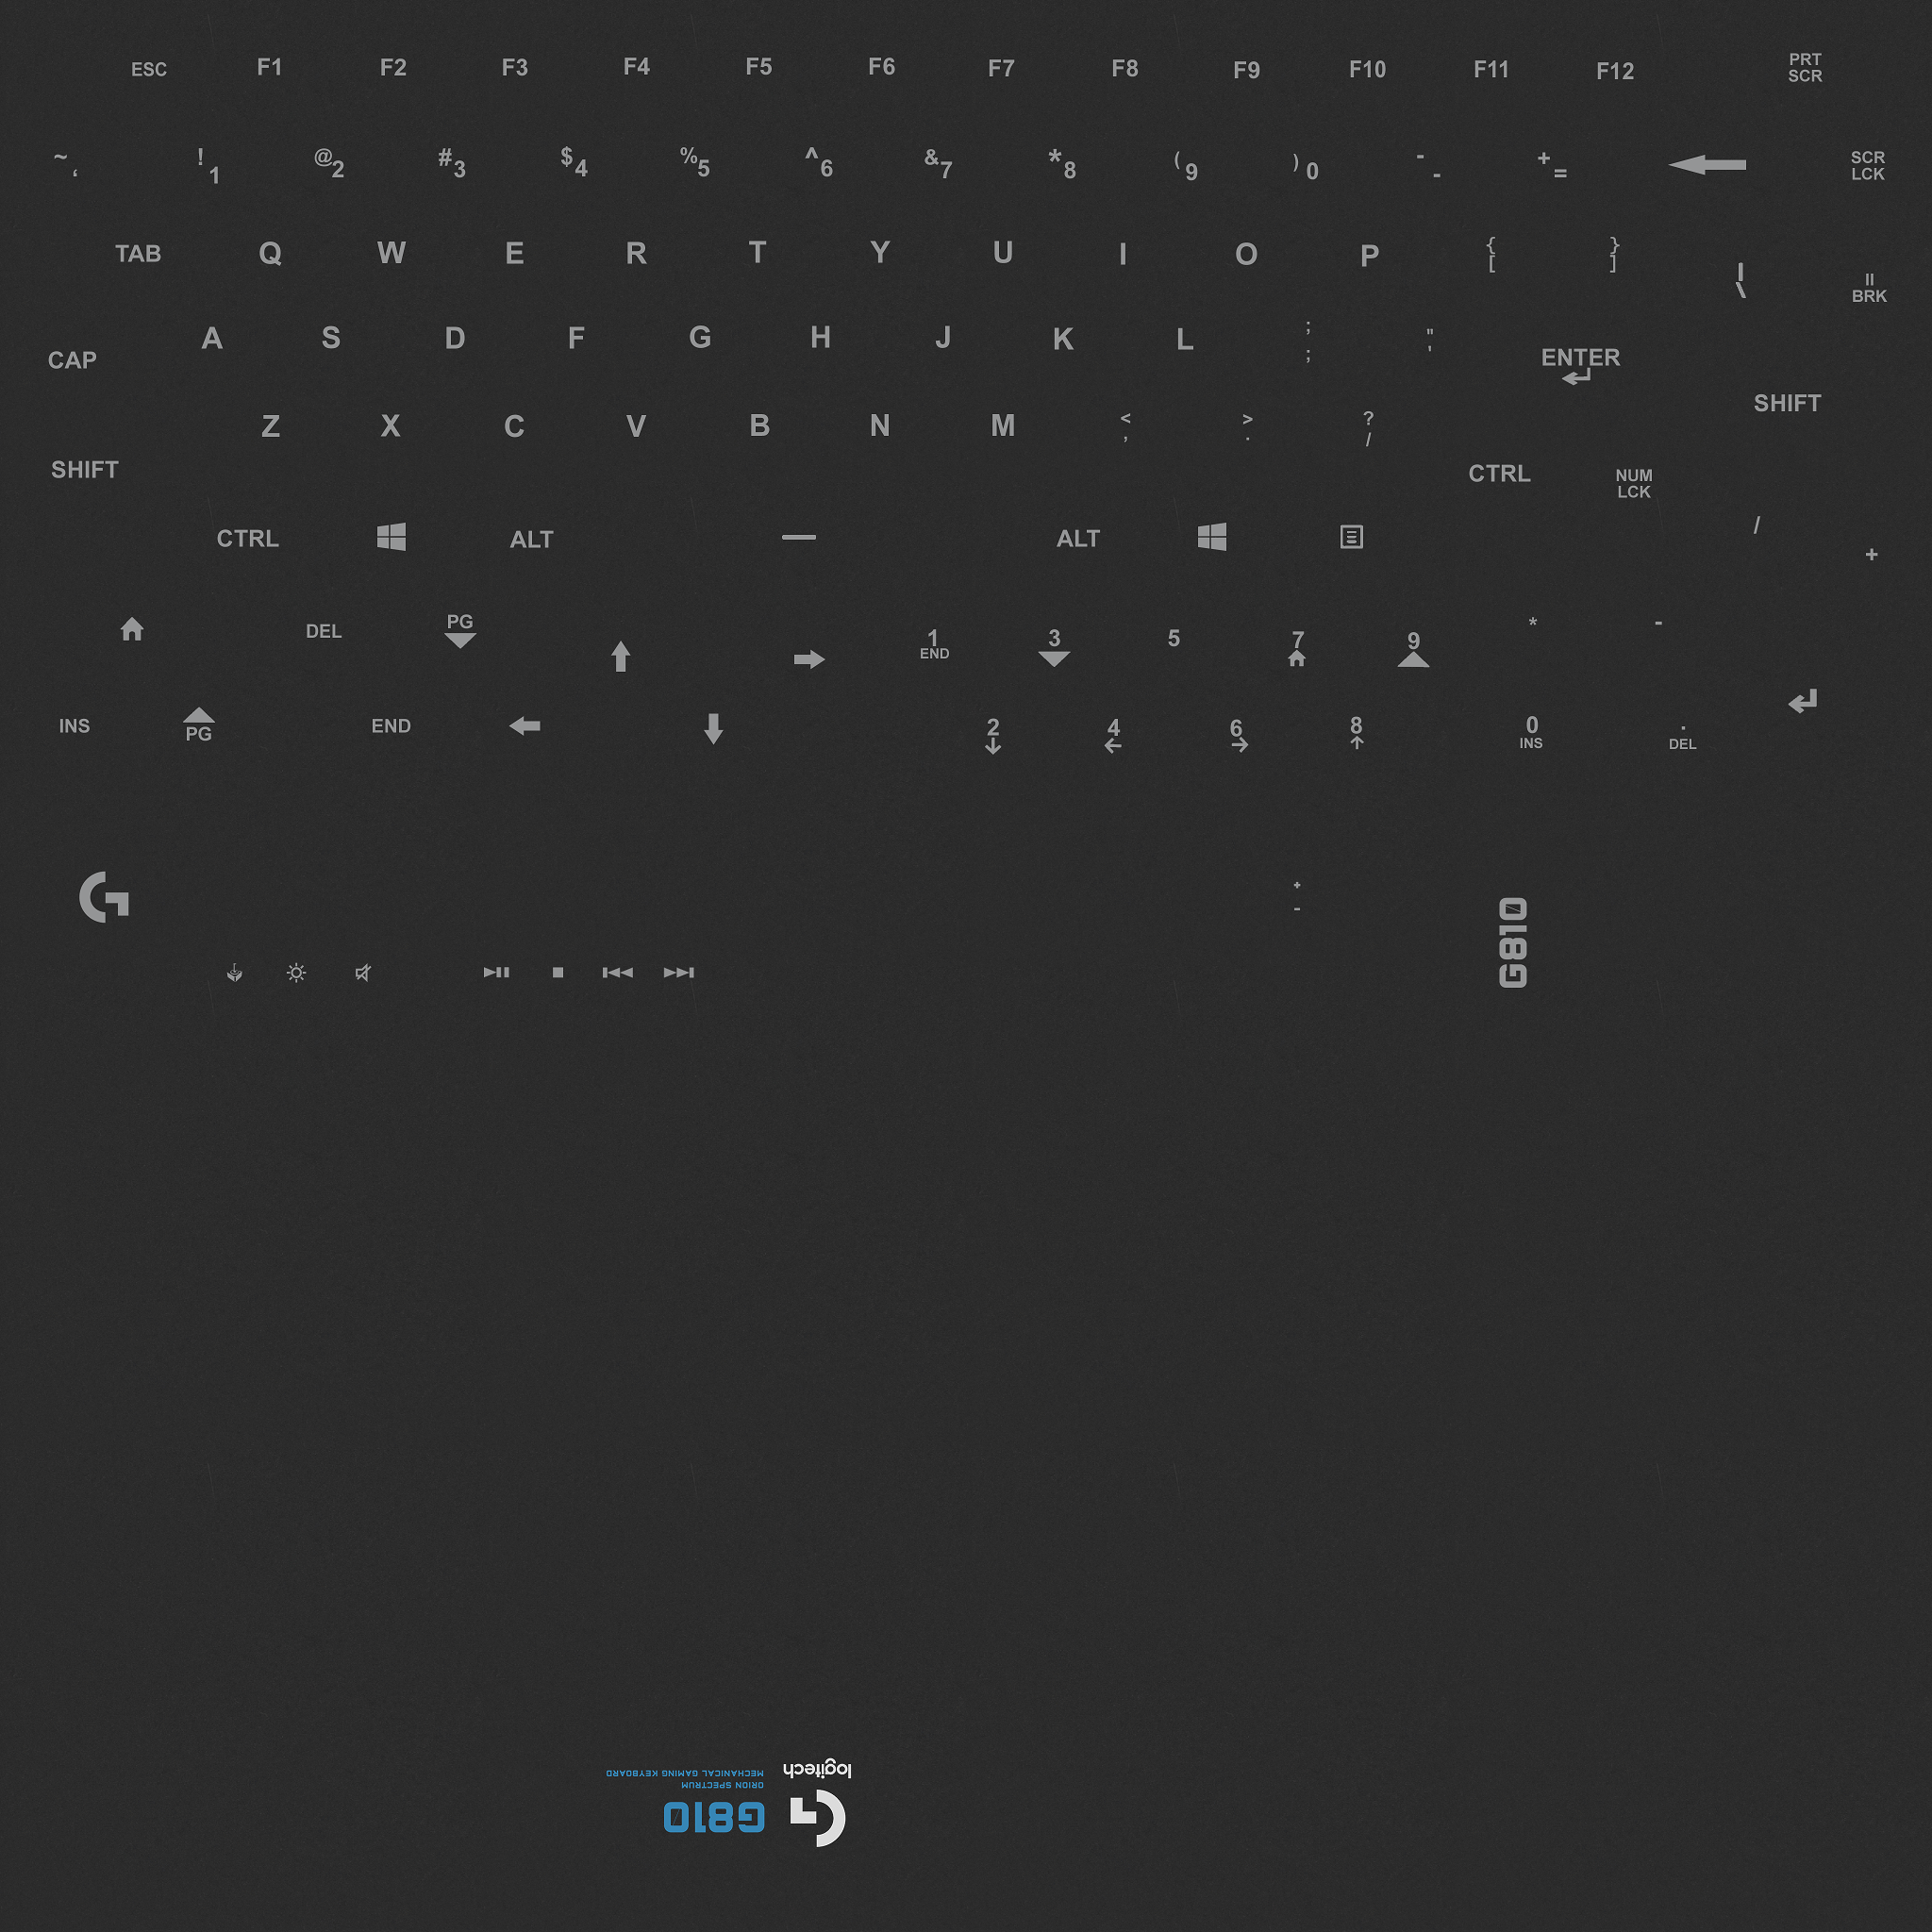 ESC F1 F2 F3 F4 F5 F6 F7 F8 F9 F10 F11 F12 PRT
SCR
~ ‘ ! 1 @ 2 # 3 $ 4 % 5 ^ 6 & 7 * 8 ( 9 ) 0 - - + = SCR
LCK
TAB Q W E R T Y U I O P { }
[ ]
| \
II
BRK
A S D F G H J K L ; "
; '
CAP ENTER
SHIFT
Z X C V B N M < > ?
, . /
SHIFT CTRL NUM
LCK
CTRL ALT ALT / +
DEL PG 1 3 5 7 9 * -
END
INS PG END 2 4 6 8 0 .
INS DEL
+
-
G810
logitech
MECHANICAL GAMING KEYBOARD
ORION SPECTRUM
G810